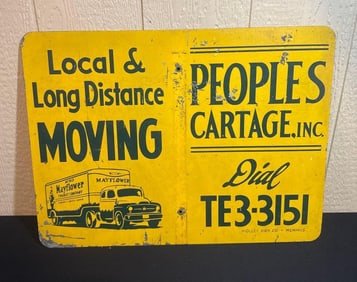 Local &
Long Distance
MOVING
Mayflower
MAYFLOWER
PEOPLES
CARTAGE, INC.
Dial
TE3-3151